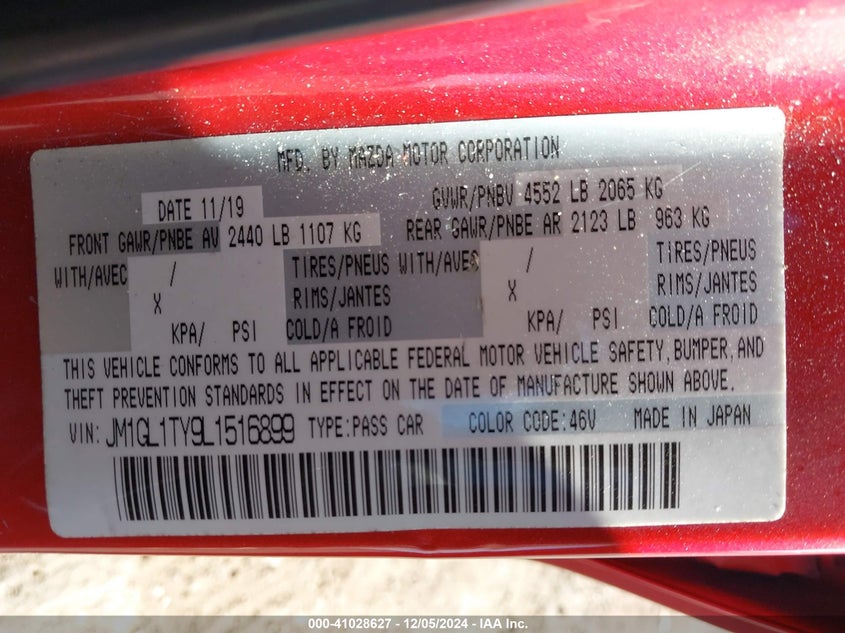 MFD. BY MAZDA MOTOR CORPORATION
DATE 11/19 GVWR/PNBV 4552 LB 2065 KG
FRONT GAWR/PNBE AV 2440 LB 1107 KG REAR GAWR/PNBE AR 2123 LB 963 KG
WITH/AVEC / TIRES/PNEUS WITH/AVEC / TIRES/PNEUS
X RIMS/JANTES X RIMS/JANTES
KPA/ PSI COLD/A FROID KPA/ PSI COLD/A FROID
THIS VEHICLE CONFORMS TO ALL APPLICABLE FEDERAL MOTOR VEHICLE SAFETY, BUMPER, AND
THEFT PREVENTION STANDARDS IN EFFECT ON THE DATE OF MANUFACTURE SHOWN ABOVE.
VIN: JM1GL1TY9L1516899 TYPE:PASS CAR COLOR CODE:46V MADE IN JAPAN
000-41028627 - 12/05/2024 - IAA Inc.